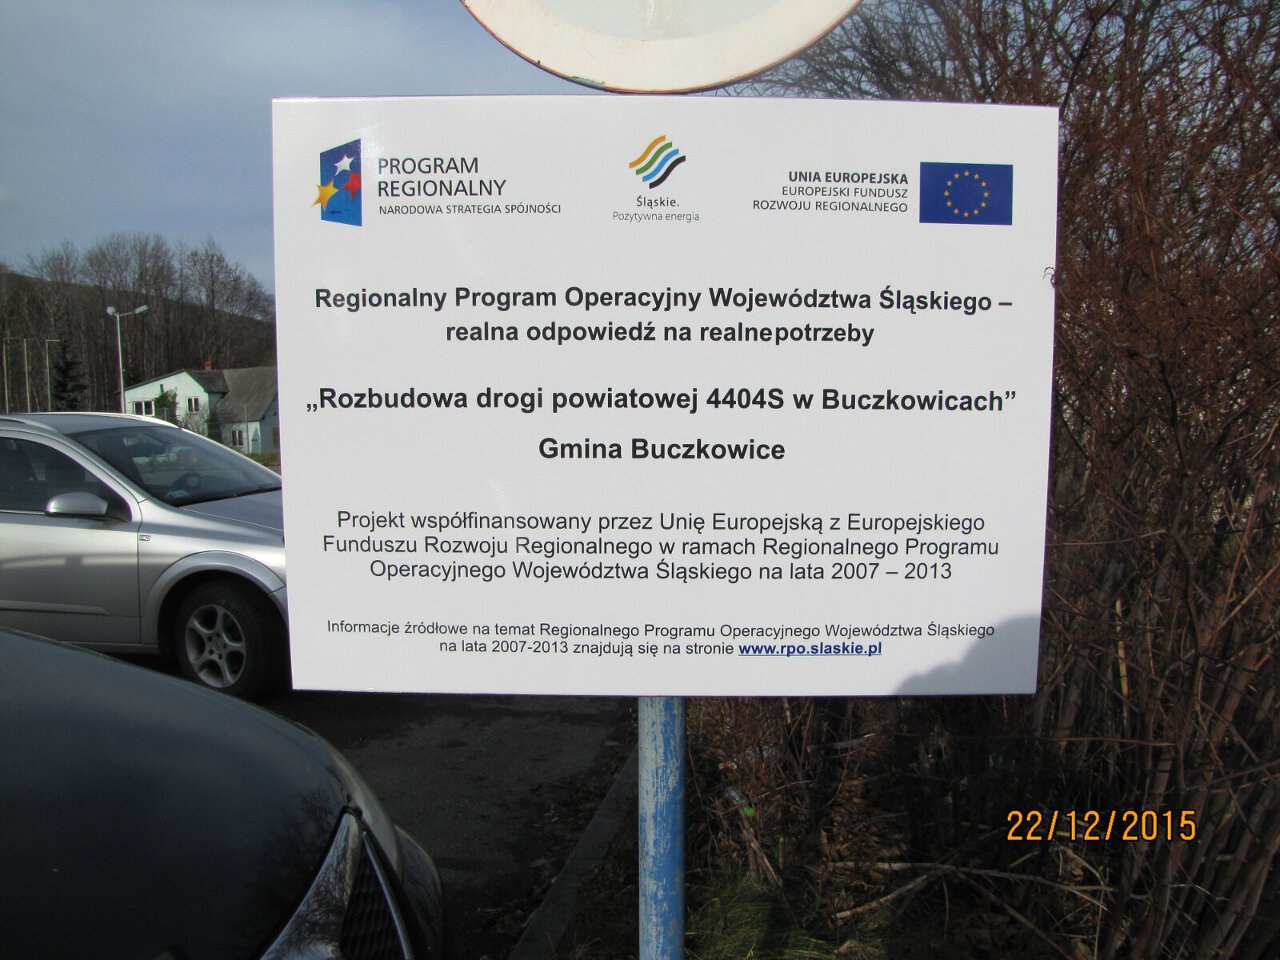 PROGRAM
REGIONALNY
NARODOWA STRATEGIA SPÓJNOŚCI
Śląskie.
Pozytywna energia
UNIA EUROPEJSKA
EUROPEJSKI FUNDUSZ
ROZWOJU REGIONALNEGO
Regionalny Program Operacyjny Województwa Śląskiego –
realna odpowiedź na realnepotrzeby
„Rozbudowa drogi powiatowej 4404S w Buczkowicach”
Gmina Buczkowice
Projekt współfinansowany przez Unię Europejską z Europejskiego
Funduszu Rozwoju Regionalnego w ramach Regionalnego Programu
Operacyjnego Województwa Śląskiego na lata 2007 – 2013
Informacje źródłowe na temat Regionalnego Programu Operacyjnego Województwa Śląskiego
na lata 2007-2013 znajdują się na stronie www.rpo.slaskie.pl
22/12/2015